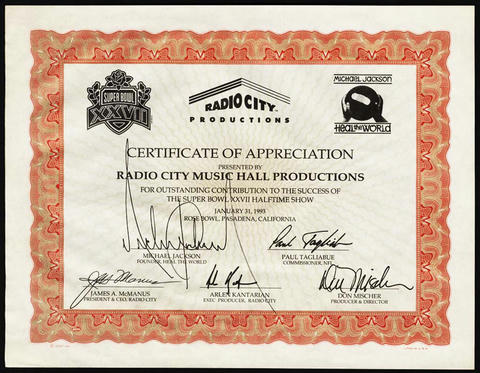 SUPER BOWL
XXVII
RADIO CITY
PRODUCTIONS
MICHAEL JACKSON
HEAL THE WORLD
CERTIFICATE OF APPRECIATION
PRESENTED BY
RADIO CITY MUSIC HALL PRODUCTIONS
FOR OUTSTANDING CONTRIBUTION TO THE SUCCESS OF
THE SUPER BOWL XXVII HALFTIME SHOW
JANUARY 31, 1993
ROSE BOWL, PASADENA, CALIFORNIA
Paul Tagliabue
MICHAEL JACKSON
FOUNDER, HEAL THE WORLD
PAUL TAGLIABUE
COMMISSIONER, NFL
Don Mischer
JAMES A. McMANUS
PRESIDENT & CEO, RADIO CITY
ARLEN KANTARIAN
EXEC PRODUCER, RADIO CITY
DON MISCHER
PRODUCER & DIRECTOR